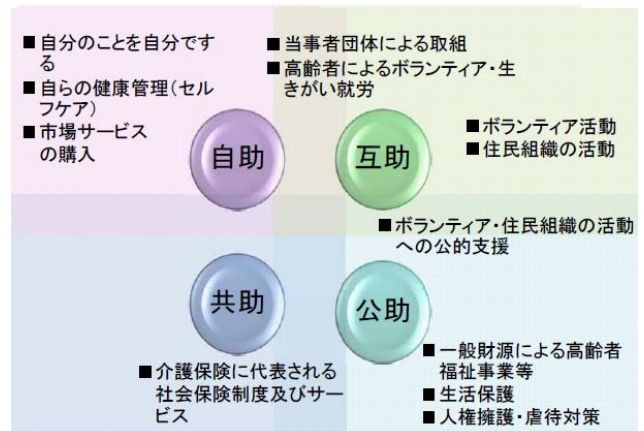 ■自分のことを自分です
る
■自らの健康管理(セル
フケア)
■市場サービス
の購入
■当事者団体による取組
■高齢者によるボランティア・生
きがい就労
■ボランティア活動
■住民組織の活動
自助
互助
■ボランティア・住民組織の活動
への公的支援
共助
公助
■介護保険に代表される
社会保険制度及びサー
ビス
■一般財源による高齢者
福祉事業等
■生活保護
■人権擁護・虐待対策